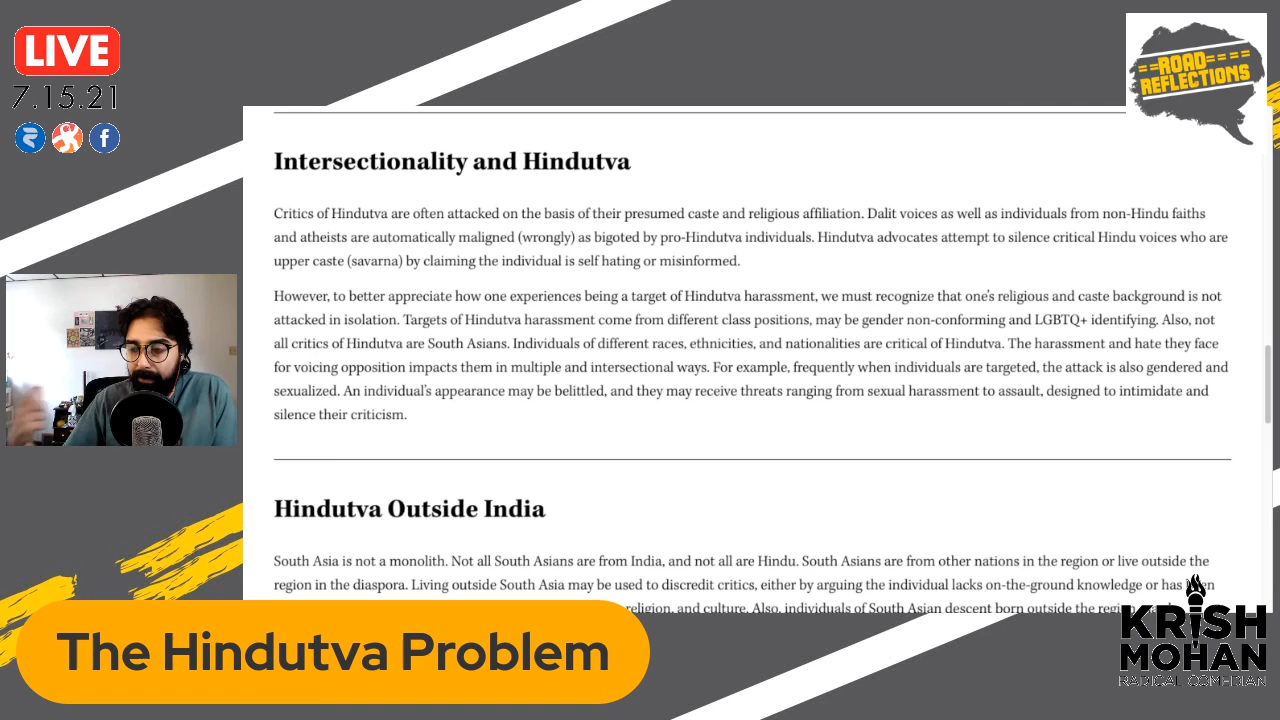 LIVE
7.15.21
==ROAD====
REFLECTIONS
Intersectionality and Hindutva
Critics of Hindutva are often attacked on the basis of their presumed caste and religious affiliation. Dalit voices as well as individuals from non-Hindu faiths
and atheists are automatically maligned (wrongly) as bigoted by pro-Hindutva individuals. Hindutva advocates attempt to silence critical Hindu voices who are
upper caste (savarna) by claiming the individual is self hating or misinformed.
However, to better appreciate how one experiences being a target of Hindutva harassment, we must recognize that one's religious and caste background is not
attacked in isolation. Targets of Hindutva harassment come from different class positions, may be gender non-conforming and LGBTQ+ identifying. Also, not
all critics of Hindutva are South Asians. Individuals of different races, ethnicities, and nationalities are critical of Hindutva. The harassment and hate they face
for voicing opposition impacts them in multiple and intersectional ways. For example, frequently when individuals are targeted, the attack is also gendered and
sexualized. An individual's appearance may be belittled, and they may receive threats ranging from sexual harassment to assault, designed to intimidate and
silence their criticism.
Hindutva Outside India
South Asia is not a monolith. Not all South Asians are from India, and not all are Hindu. South Asians are from other nations in the region or live outside the
region in the diaspora. Living outside South Asia may be used to discredit critics, either by arguing the individual lacks on-the-ground knowledge or has
religion, and culture. Also, individuals of South Asian descent born outside the
The Hindutva Problem
KRISH
MOHAN
RADICAL COMEDIAN